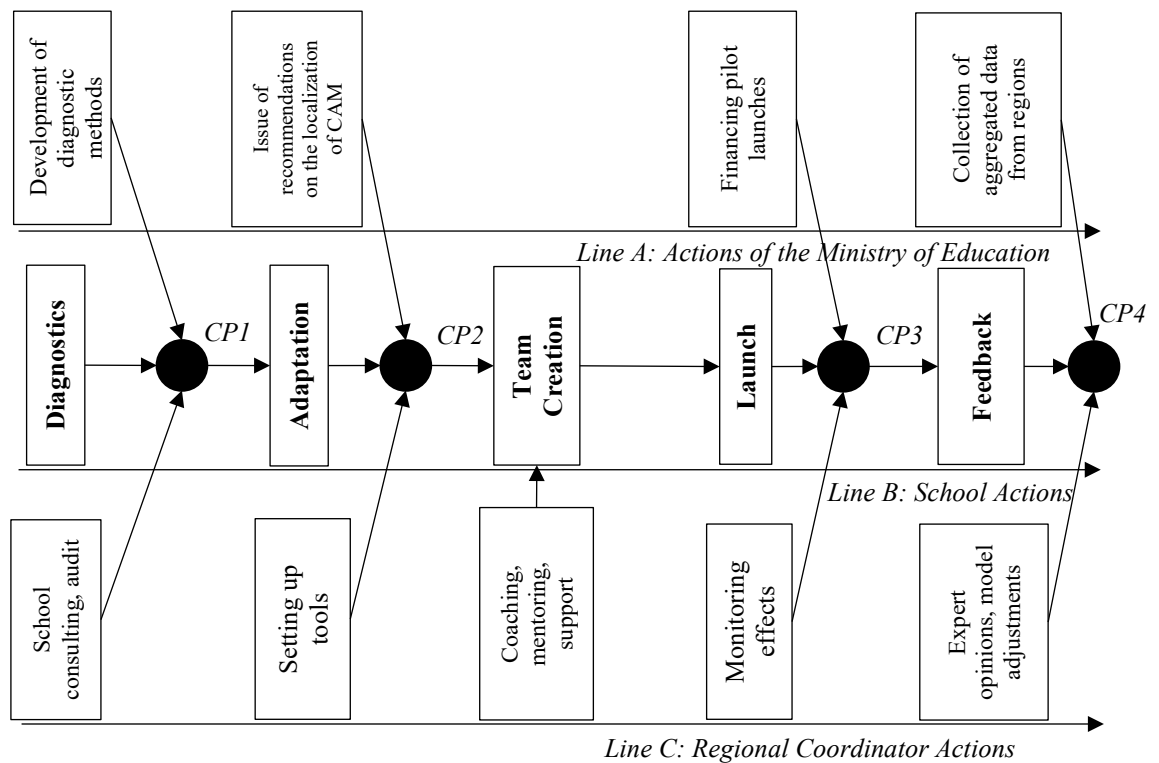 Development of
diagnostic
methods
Issue of
recommendations
on the localization
of CAM
Financing pilot
launches
Collection of
aggregated data
from regions
Line A: Actions of the Ministry of Education
Diagnostics
CP1
Adaptation
CP2
Team
Creation
Launch
CP3
Feedback
CP4
Line B: School Actions
School
consulting, audit
Setting up
tools
Coaching,
mentoring,
support
Monitoring
effects
Expert
opinions, model
adjustments
Line C: Regional Coordinator Actions